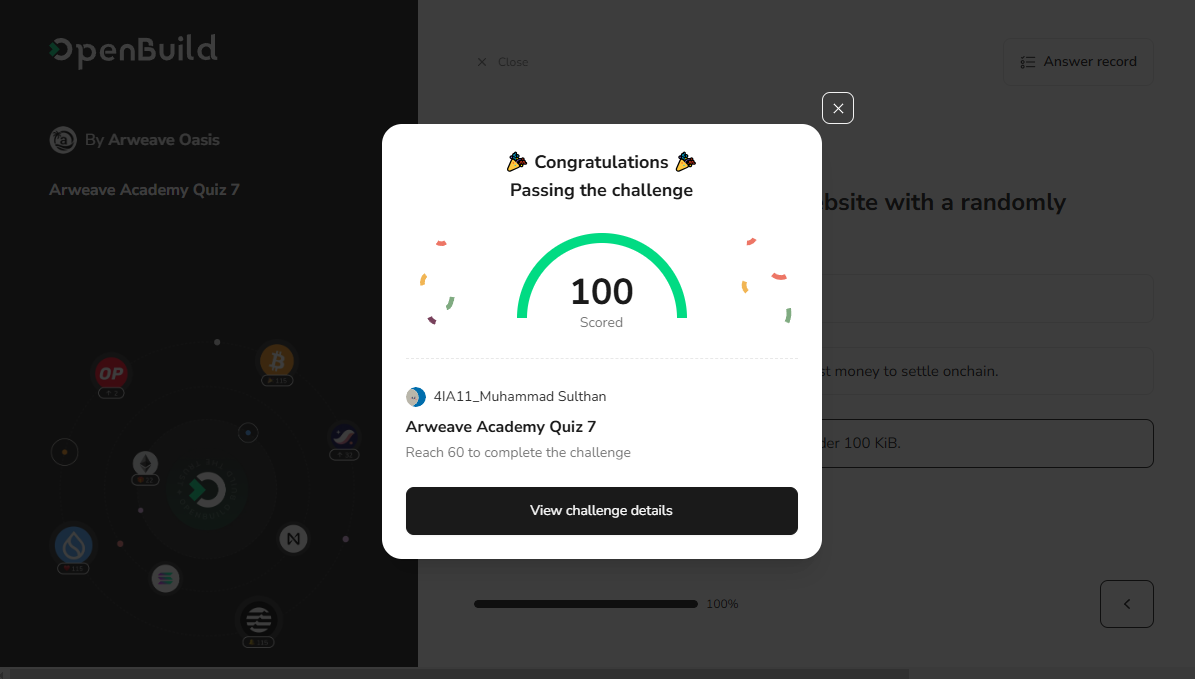 OpenBuild
Close
Answer record
By Arweave Oasis
Arweave Academy Quiz 7
Congratulations
Passing the challenge
ebsite with a randomly
100
Scored
st money to settle onchain.
4IA11_Muhammad Sulthan
Arweave Academy Quiz 7
Reach 60 to complete the challenge
der 100 KiB.
View challenge details
100%
OP